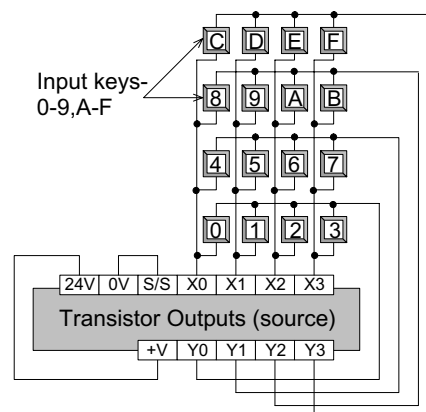 C D E F
Input keys-
0-9,A-F
8 9 A B
4 5 6 7
0 1 2 3
24V 0V S/S X0 X1 X2 X3
Transistor Outputs (source)
+V Y0 Y1 Y2 Y3